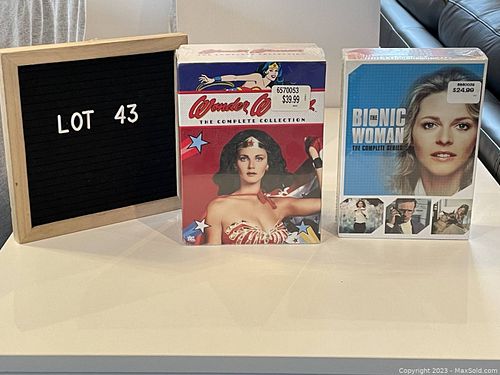 LOT 43
Wonder Wo
6570053
$39.99
THE COMPLETE COLLECTION
$24.99
THE
BIONIC
WOMAN
THE COMPLETE SERIES
Copyright 2023 - MaxSold.com